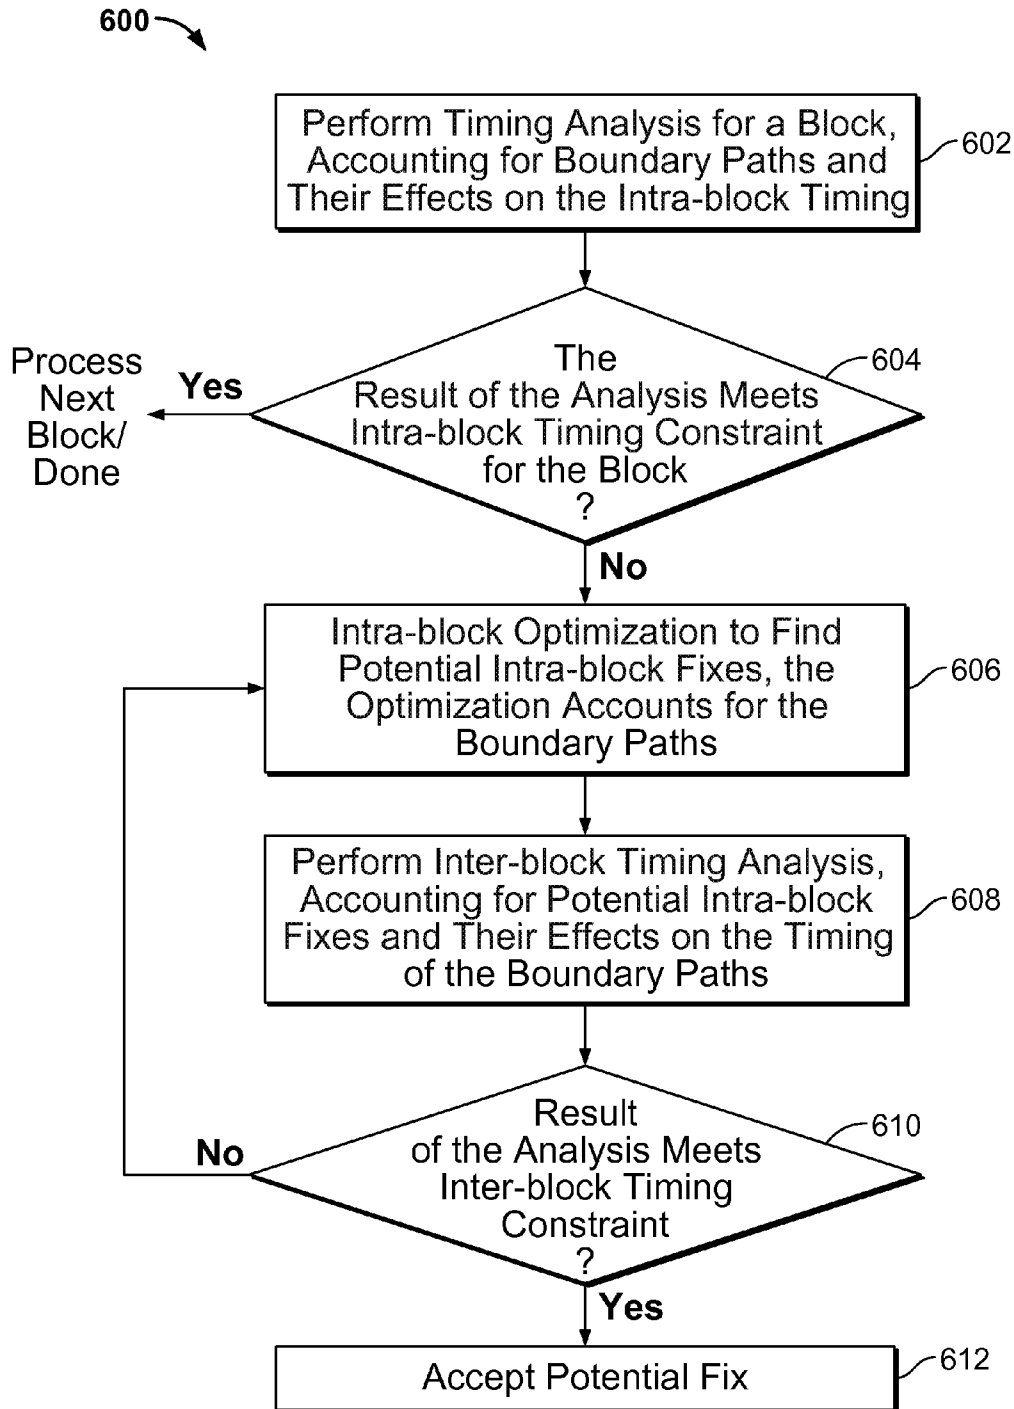 600
Perform Timing Analysis for a Block,
Accounting for Boundary Paths and
Their Effects on the Intra-block Timing
602
The
Result of the Analysis Meets
Intra-block Timing Constraint
for the Block
?
604
Yes
Process
Next
Block/
Done
No
Intra-block Optimization to Find
Potential Intra-block Fixes, the
Optimization Accounts for the
Boundary Paths
606
Perform Inter-block Timing Analysis,
Accounting for Potential Intra-block
Fixes and Their Effects on the Timing
of the Boundary Paths
608
Result
of the Analysis Meets
Inter-block Timing
Constraint
?
610
No
Yes
Accept Potential Fix
612